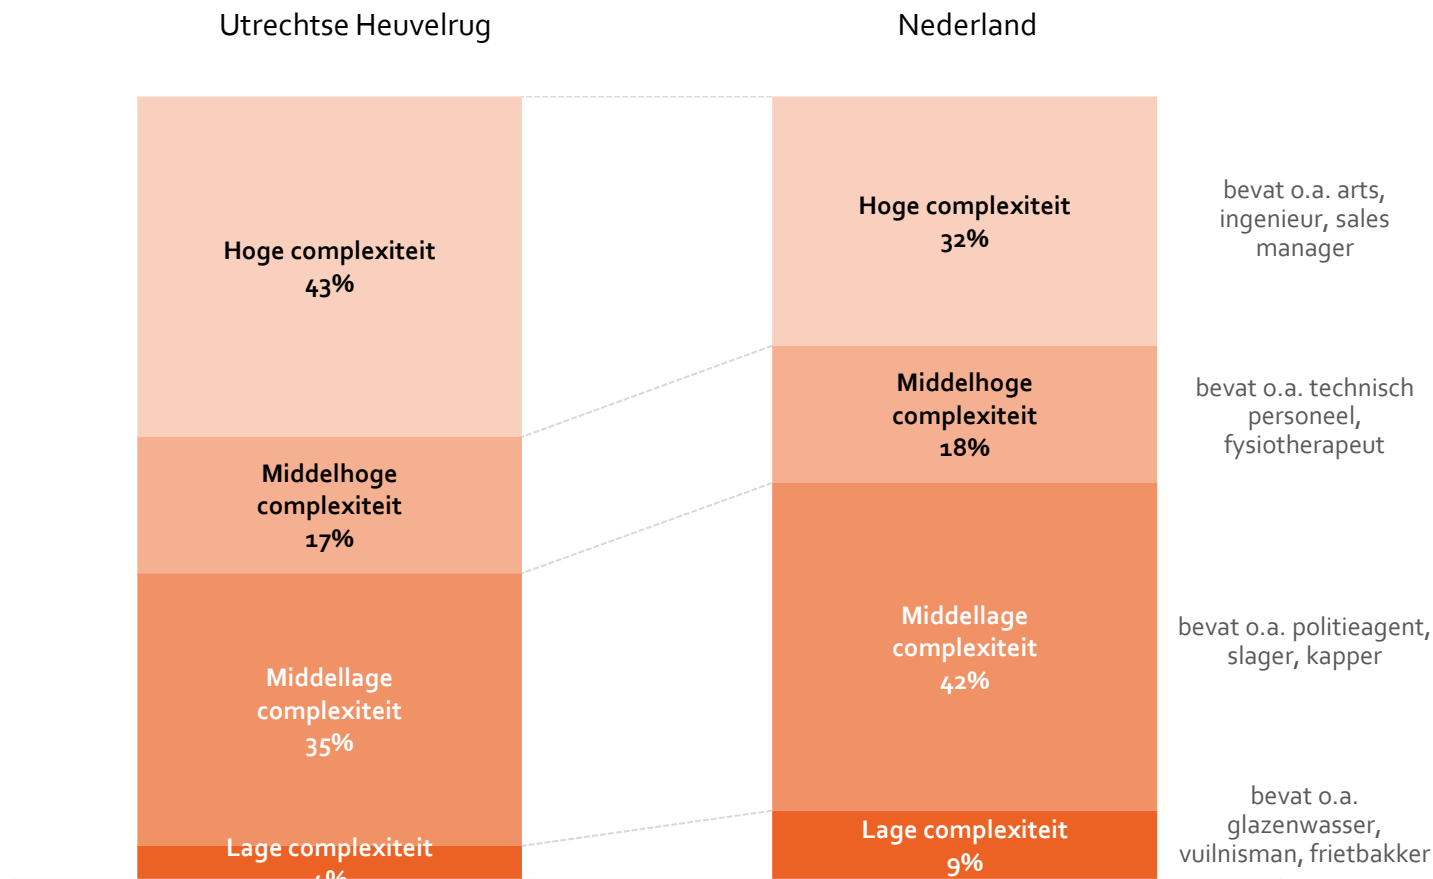 Utrechtse Heuvelrug
Hoge complexiteit
43%
Middelhoge
complexiteit
17%
Middellage
complexiteit
35%
Lage complexiteit
Nederland
Hoge complexiteit
32%
Middelhoge
complexiteit
18%
Middellage
complexiteit
42%
Lage complexiteit
9%
bevat o.a. arts,
ingenieur, sales
manager
bevat o.a. technisch
personeel,
fysiotherapeut
bevat o.a. politieagent,
slager, kapper
bevat o.a.
glazenwasser,
vuilnisman, frietbakker